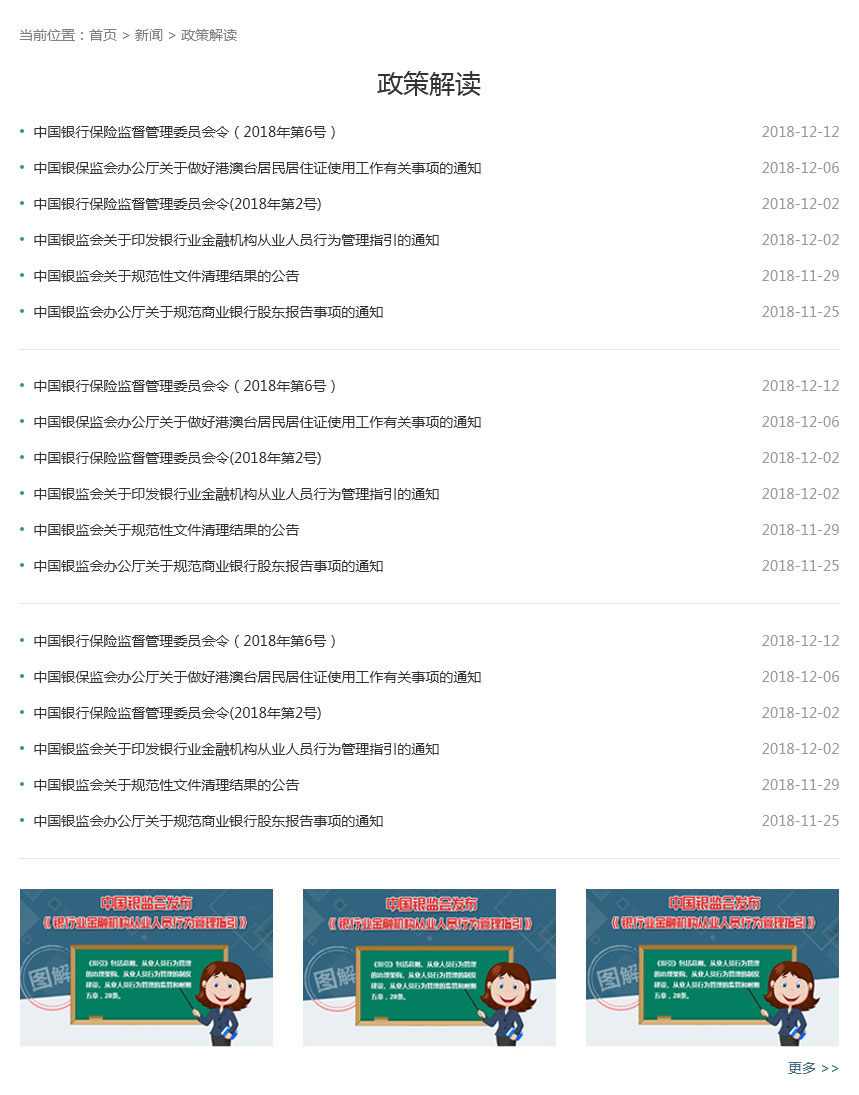 当前位置：首页 > 新闻 > 政策解读
政策解读
• 中国银行保险监督管理委员会令（2018年第6号） 2018-12-12
• 中国银保监会办公厅关于做好港澳台居民居住证使用工作有关事项的通知 2018-12-06
• 中国银行保险监督管理委员会令(2018年第2号) 2018-12-02
• 中国银监会关于印发银行业金融机构从业人员行为管理指引的通知 2018-12-02
• 中国银监会关于规范性文件清理结果的公告 2018-11-29
• 中国银监会办公厅关于规范商业银行股东报告事项的通知 2018-11-25
• 中国银行保险监督管理委员会令（2018年第6号） 2018-12-12
• 中国银保监会办公厅关于做好港澳台居民居住证使用工作有关事项的通知 2018-12-06
• 中国银行保险监督管理委员会令(2018年第2号) 2018-12-02
• 中国银监会关于印发银行业金融机构从业人员行为管理指引的通知 2018-12-02
• 中国银监会关于规范性文件清理结果的公告 2018-11-29
• 中国银监会办公厅关于规范商业银行股东报告事项的通知 2018-11-25
• 中国银行保险监督管理委员会令（2018年第6号） 2018-12-12
• 中国银保监会办公厅关于做好港澳台居民居住证使用工作有关事项的通知 2018-12-06
• 中国银行保险监督管理委员会令(2018年第2号) 2018-12-02
• 中国银监会关于印发银行业金融机构从业人员行为管理指引的通知 2018-12-02
• 中国银监会关于规范性文件清理结果的公告 2018-11-29
• 中国银监会办公厅关于规范商业银行股东报告事项的通知 2018-11-25
中国银监会发布
《银行业金融机构从业人员行为管理指引》
图解
《指引》包括总则、从业人员行为管理
的治理架构、从业人员行为管理的制度
建设、从业人员行为管理的监管和附则
五章，28条。
中国银监会发布
《银行业金融机构从业人员行为管理指引》
图解
《指引》包括总则、从业人员行为管理
的治理架构、从业人员行为管理的制度
建设、从业人员行为管理的监管和附则
五章，28条。
中国银监会发布
《银行业金融机构从业人员行为管理指引》
图解
《指引》包括总则、从业人员行为管理
的治理架构、从业人员行为管理的制度
建设、从业人员行为管理的监管和附则
五章，28条。
更多 >>